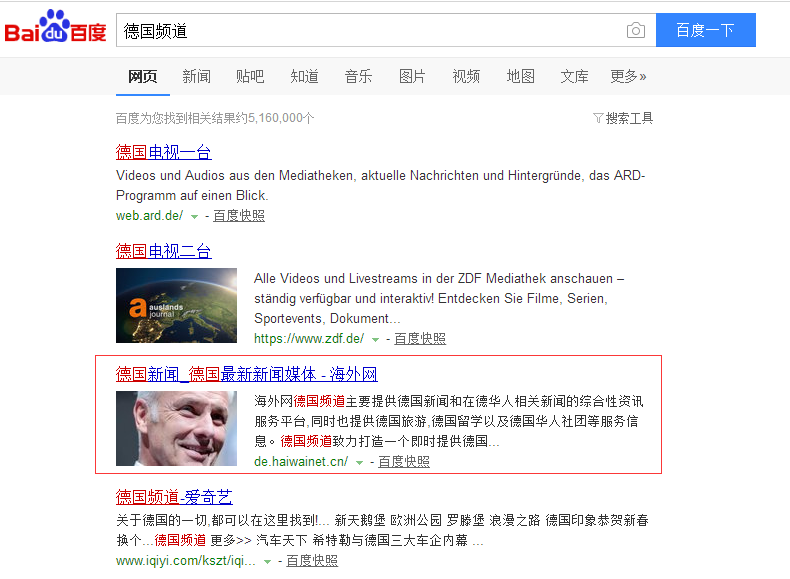 Bai du 百度
德国频道
百度一下
网页 新闻 贴吧 知道 音乐 图片 视频 地图 文库 更多»
百度为您找到相关结果约5,160,000个
搜索工具
德国电视一台
Videos und Audios aus den Mediatheken, aktuelle Nachrichten und Hintergründe, das ARD-
Programm auf einen Blick.
web.ard.de/ - 百度快照
德国电视二台
a auslands
journal
Alle Videos und Livestreams in der ZDF Mediathek anschauen –
ständig verfügbar und interaktiv! Entdecken Sie Filme, Serien,
Sportevents, Dokument...
https://www.zdf.de/ - 百度快照
德国新闻_德国最新新闻媒体 - 海外网
海外网德国频道主要提供德国新闻和在德华人相关新闻的综合性资讯
服务平台,同时也提供德国旅游,德国留学以及德国华人社团等服务信
息。德国频道致力打造一个即时提供德国...
de.haiwainet.cn/ - 百度快照
德国频道-爱奇艺
关于德国的一切,都可以在这里找到!... 新天鹅堡 欧洲公园 罗滕堡 浪漫之路 德国印象恭贺新春
换个...德国频道 更多>> 汽车天下 希特勒与德国三大车企内幕 ...
www.iqiyi.com/kszt/iqi... - 百度快照